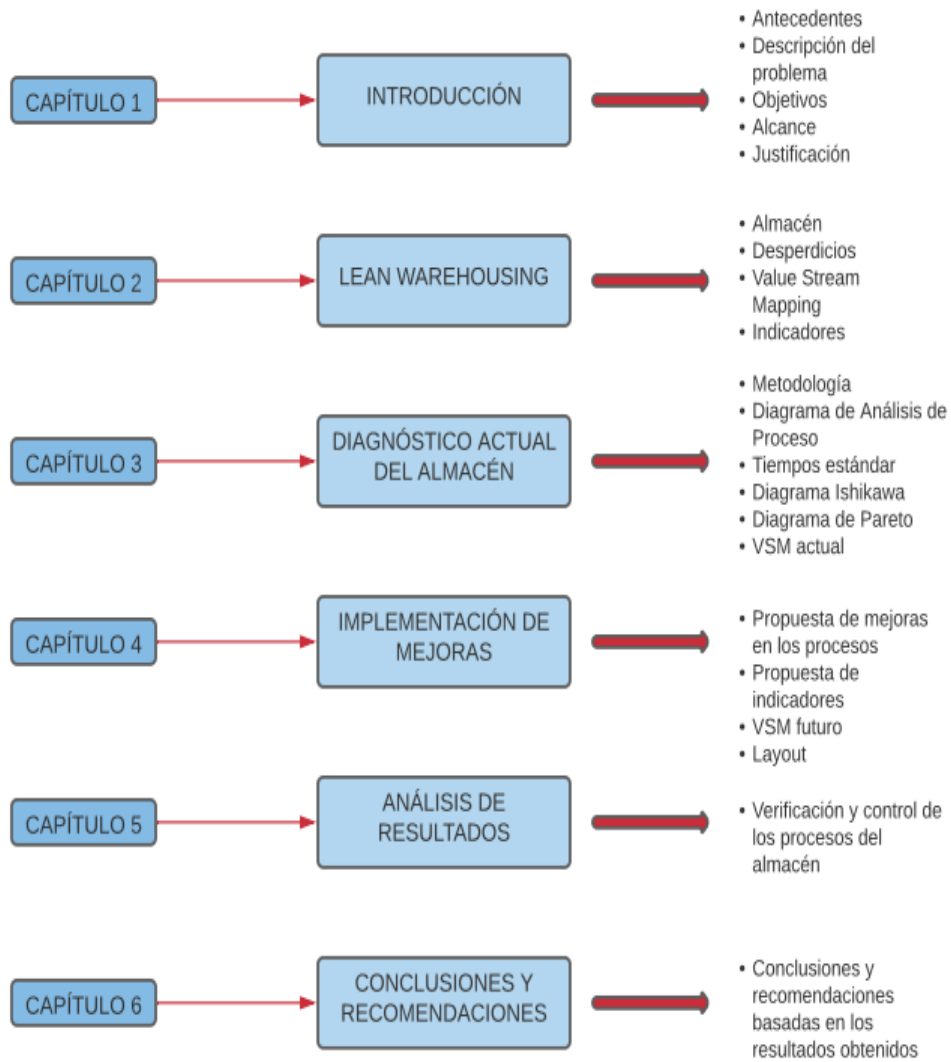 CAPÍTULO 1
INTRODUCCIÓN
• Antecedentes
• Descripción del
problema
• Objetivos
• Alcance
• Justificación
CAPÍTULO 2
LEAN WAREHOUSING
• Almacén
• Desperdicios
• Value Stream
Mapping
• Indicadores
CAPÍTULO 3
DIAGNÓSTICO ACTUAL
DEL ALMACÉN
• Metodología
• Diagrama de Análisis de
Proceso
• Tiempos estándar
• Diagrama Ishikawa
• Diagrama de Pareto
• VSM actual
CAPÍTULO 4
IMPLEMENTACIÓN DE
MEJORAS
• Propuesta de mejoras
en los procesos
• Propuesta de
indicadores
• VSM futuro
• Layout
CAPÍTULO 5
ANÁLISIS DE
RESULTADOS
• Verificación y control de
los procesos del
almacén
CAPÍTULO 6
CONCLUSIONES Y
RECOMENDACIONES
• Conclusiones y
recomendaciones
basadas en los
resultados obtenidos